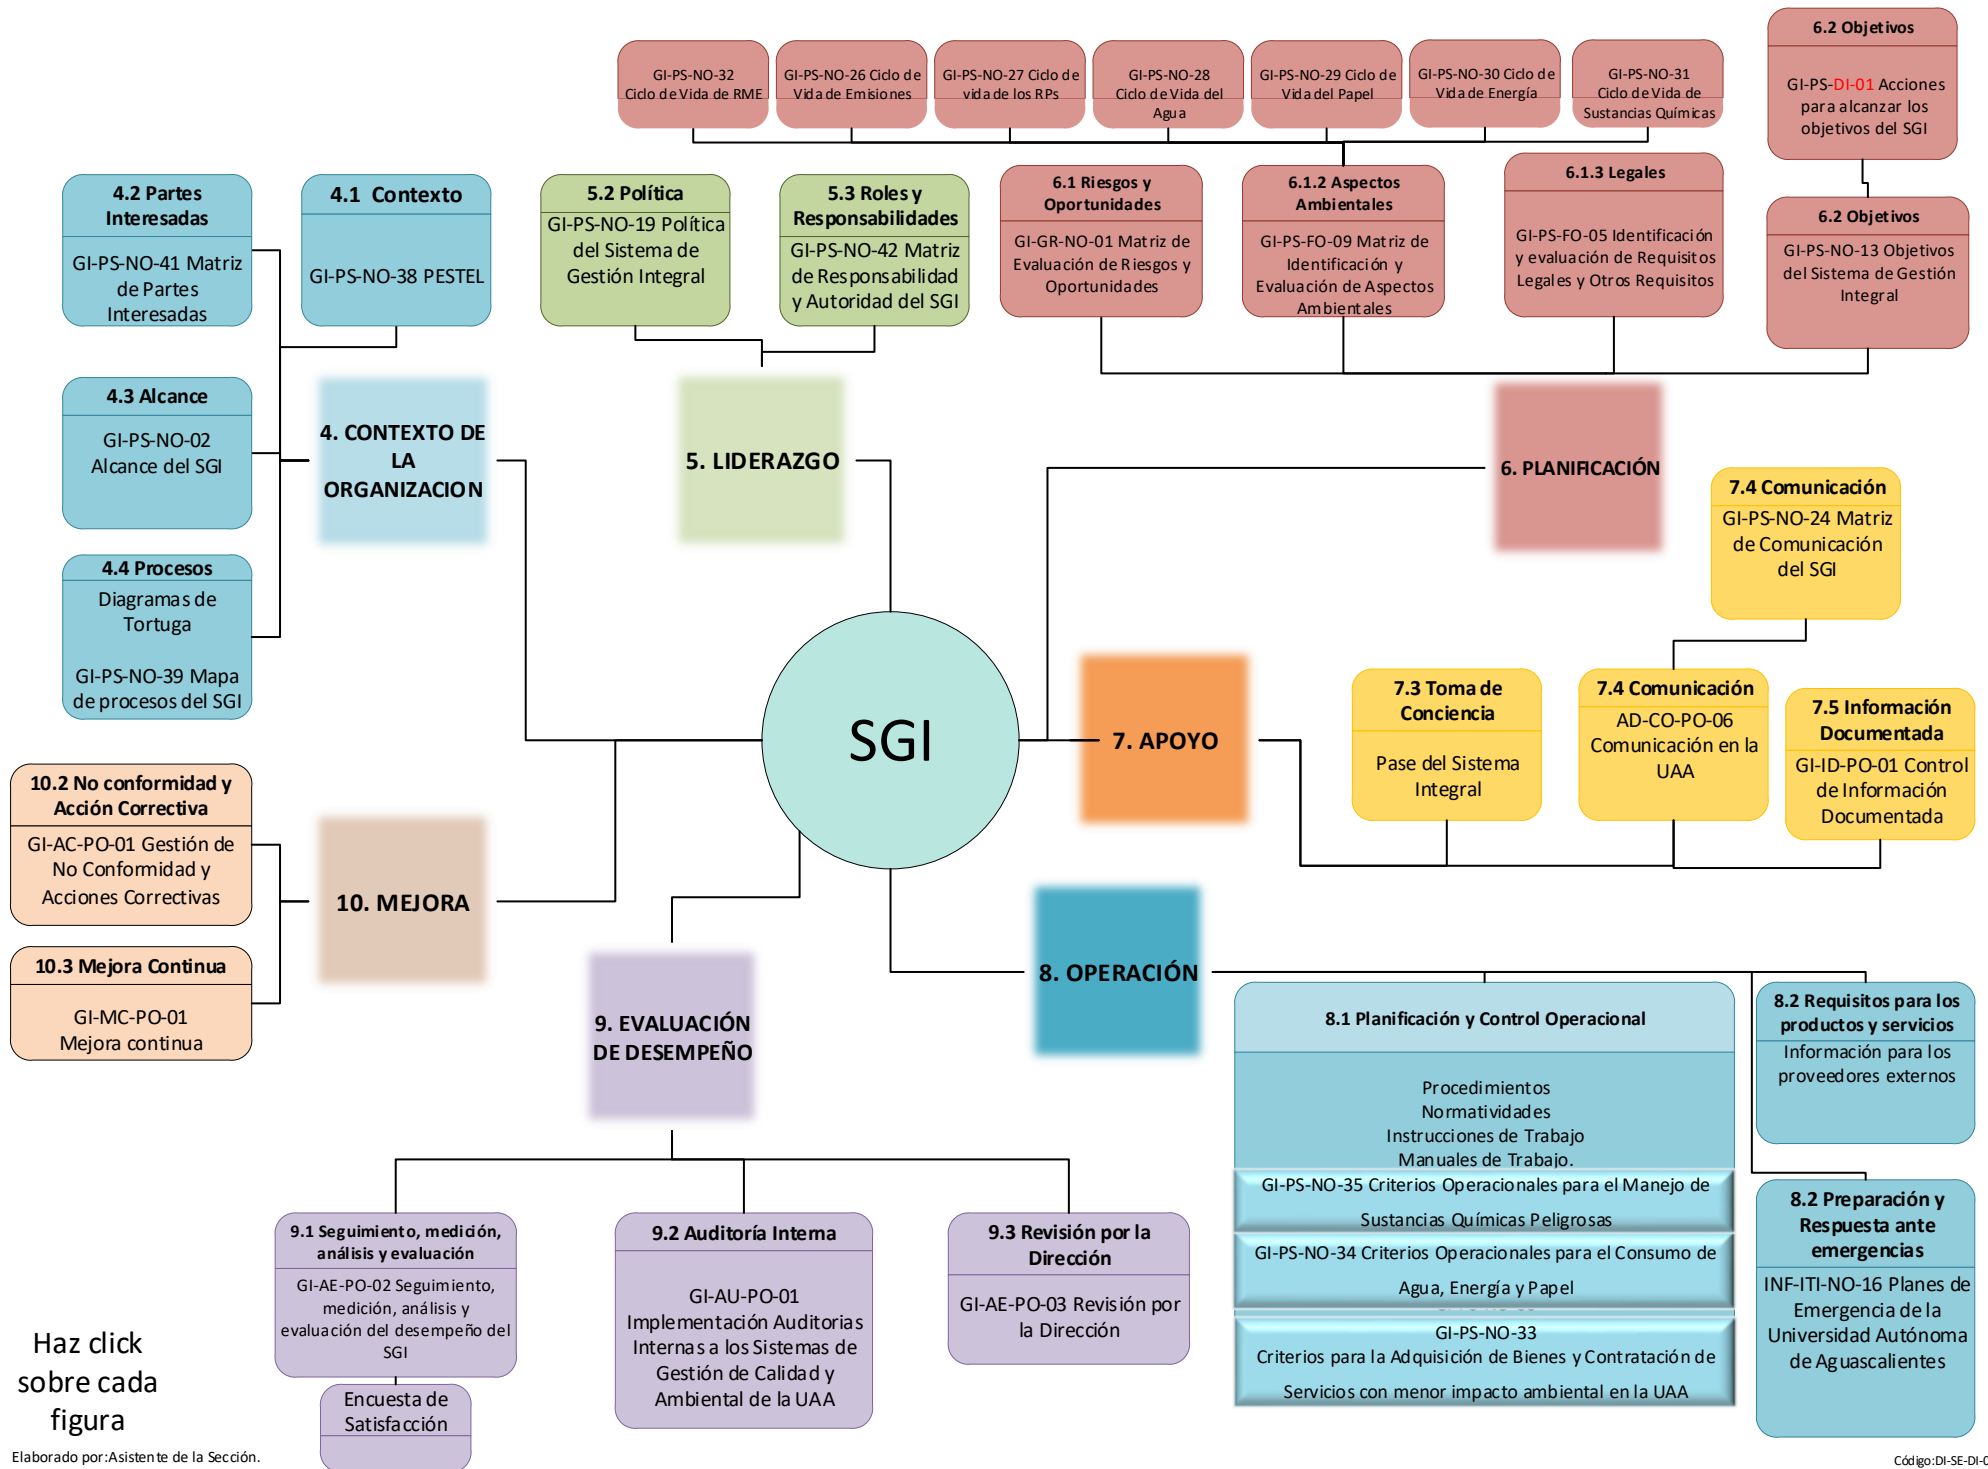 GI-PS-NO-32
Ciclo de Vida de RME
GI-PS-NO-26 Ciclo de
Vida de Emisiones
GI-PS-NO-27 Ciclo de
vida de los RPs
GI-PS-NO-28
Ciclo de Vida del
Agua
GI-PS-NO-29 Ciclo de
Vida del Papel
GI-PS-NO-30 Ciclo de
Vida de Energía
GI-PS-NO-31
Ciclo de Vida de
Sustancias Químicas
6.2 Objetivos
GI-PS-DI-01 Acciones
para alcanzar los
objetivos del SGI
4.2 Partes
Interesadas
GI-PS-NO-41 Matriz
de Partes
Interesadas
4.1 Contexto
GI-PS-NO-38 PESTEL
5.2 Política
GI-PS-NO-19 Política
del Sistema de
Gestión Integral
5.3 Roles y
Responsabilidades
GI-PS-NO-42 Matriz
de Responsabilidad
y Autoridad del SGI
6.1 Riesgos y
Oportunidades
GI-GR-NO-01 Matriz de
Evaluación de Riesgos y
Oportunidades
6.1.2 Aspectos
Ambientales
GI-PS-FO-09 Matriz de
Identificación y
Evaluación de Aspectos
Ambientales
6.1.3 Legales
GI-PS-FO-05 Identificación
y evaluación de Requisitos
Legales y Otros Requisitos
6.2 Objetivos
GI-PS-NO-13 Objetivos
del Sistema de Gestión
Integral
4.3 Alcance
GI-PS-NO-02
Alcance del SGI
4. CONTEXTO DE
LA
ORGANIZACION
5. LIDERAZGO
6. PLANIFICACIÓN
7.4 Comunicación
GI-PS-NO-24 Matriz
de Comunicación
del SGI
4.4 Procesos
Diagramas de
Tortuga
GI-PS-NO-39 Mapa
de procesos del SGI
SGI
7. APOYO
7.3 Toma de
Conciencia
Pase del Sistema
Integral
7.4 Comunicación
AD-CO-PO-06
Comunicación en la
UAA
7.5 Información
Documentada
GI-ID-PO-01 Control
de Información
Documentada
10.2 No conformidad y
Acción Correctiva
GI-AC-PO-01 Gestión de
No Conformidad y
Acciones Correctivas
10. MEJORA
10.3 Mejora Continua
GI-MC-PO-01
Mejora continua
9. EVALUACIÓN
DE DESEMPEÑO
8. OPERACIÓN
8.1 Planificación y Control Operacional
Procedimientos
Normatividades
Instrucciones de Trabajo
Manuales de Trabajo.
GI-PS-NO-35 Criterios Operacionales para el Manejo de
Sustancias Químicas Peligrosas
GI-PS-NO-34 Criterios Operacionales para el Consumo de
Agua, Energía y Papel
GI-PS-NO-33
Criterios para la Adquisición de Bienes y Contratación de
Servicios con menor impacto ambiental en la UAA
8.2 Requisitos para los
productos y servicios
Información para los
proveedores externos
8.2 Preparación y
Respuesta ante
emergencias
INF-ITI-NO-16 Planes de
Emergencia de la
Universidad Autónoma
de Aguascalientes
9.1 Seguimiento, medición,
análisis y evaluación
GI-AE-PO-02 Seguimiento,
medición, análisis y
evaluación del desempeño del
SGI
Encuesta de
Satisfacción
9.2 Auditoría Interna
GI-AU-PO-01
Implementación Auditorias
Internas a los Sistemas de
Gestión de Calidad y
Ambiental de la UAA
9.3 Revisión por la
Dirección
GI-AE-PO-03 Revisión por
la Dirección
Haz click
sobre cada
figura
Elaborado por:Asistente de la Sección.
Código:DI-SE-DI-